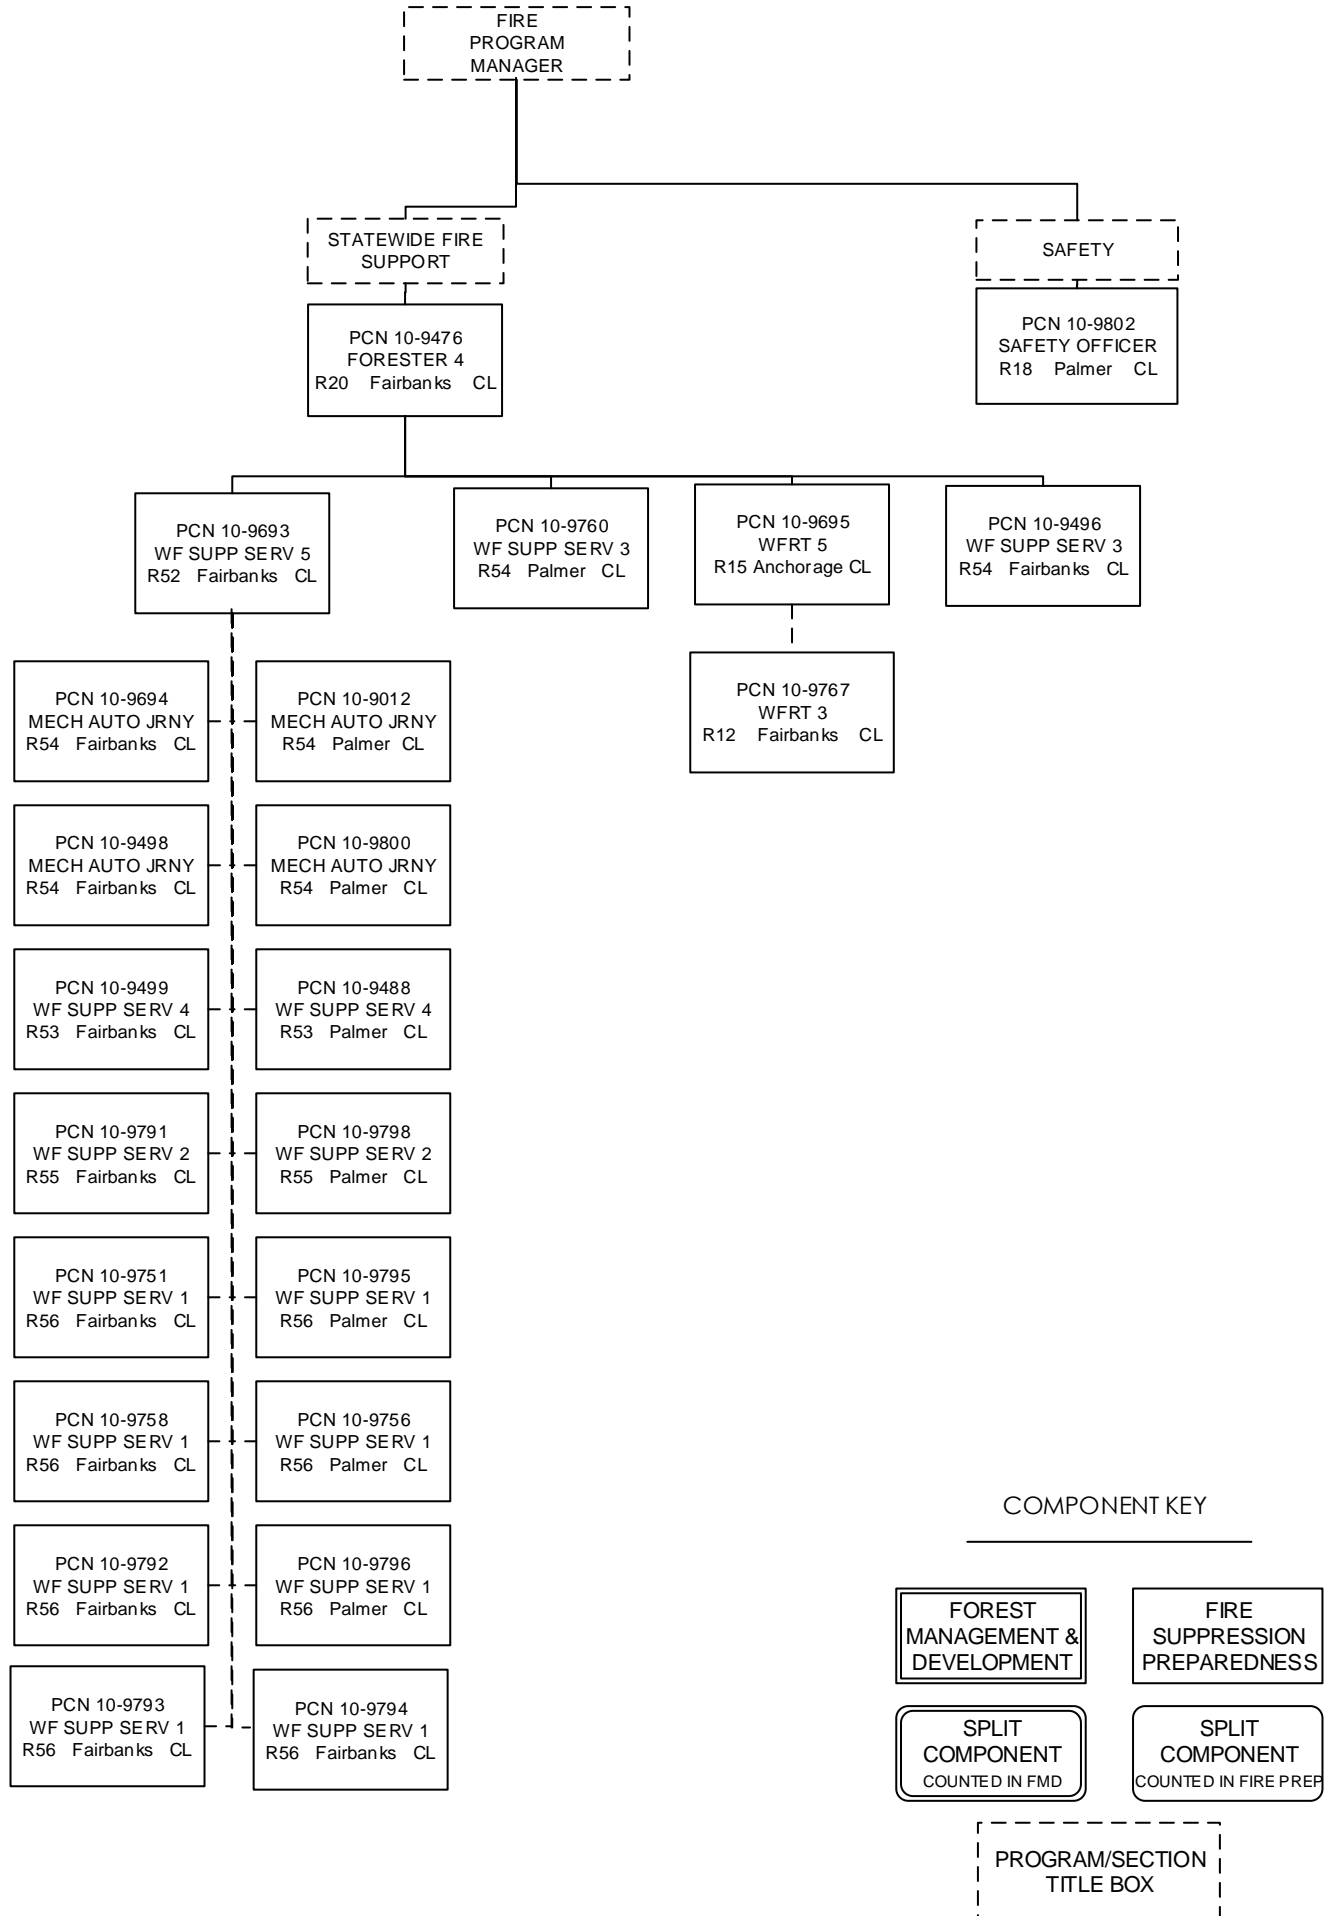 FIRE
PROGRAM
MANAGER
STATEWIDE FIRE
SUPPORT
SAFETY
PCN 10-9476
FORESTER 4
R20 Fairbanks CL
PCN 10-9802
SAFETY OFFICER
R18 Palmer CL
PCN 10-9693
WF SUPP SERV 5
R52 Fairbanks CL
PCN 10-9760
WF SUPP SERV 3
R54 Palmer CL
PCN 10-9695
WFRT 5
R15 Anchorage CL
PCN 10-9496
WF SUPP SERV 3
R54 Fairbanks CL
PCN 10-9767
WFRT 3
R12 Fairbanks CL
PCN 10-9694
MECH AUTO JRNY
R54 Fairbanks CL
PCN 10-9012
MECH AUTO JRNY
R54 Palmer CL
PCN 10-9498
MECH AUTO JRNY
R54 Fairbanks CL
PCN 10-9800
MECH AUTO JRNY
R54 Palmer CL
PCN 10-9499
WF SUPP SERV 4
R53 Fairbanks CL
PCN 10-9488
WF SUPP SERV 4
R53 Palmer CL
PCN 10-9791
WF SUPP SERV 2
R55 Fairbanks CL
PCN 10-9798
WF SUPP SERV 2
R55 Palmer CL
PCN 10-9751
WF SUPP SERV 1
R56 Fairbanks CL
PCN 10-9795
WF SUPP SERV 1
R56 Palmer CL
PCN 10-9758
WF SUPP SERV 1
R56 Fairbanks CL
PCN 10-9756
WF SUPP SERV 1
R56 Palmer CL
PCN 10-9792
WF SUPP SERV 1
R56 Fairbanks CL
PCN 10-9796
WF SUPP SERV 1
R56 Palmer CL
PCN 10-9793
WF SUPP SERV 1
R56 Fairbanks CL
PCN 10-9794
WF SUPP SERV 1
R56 Fairbanks CL
COMPONENT KEY
FOREST
MANAGEMENT &
DEVELOPMENT
FIRE
SUPPRESSION
PREPAREDNESS
SPLIT
COMPONENT
COUNTED IN FMD
SPLIT
COMPONENT
COUNTED IN FIRE PREP
PROGRAM/SECTION
TITLE BOX